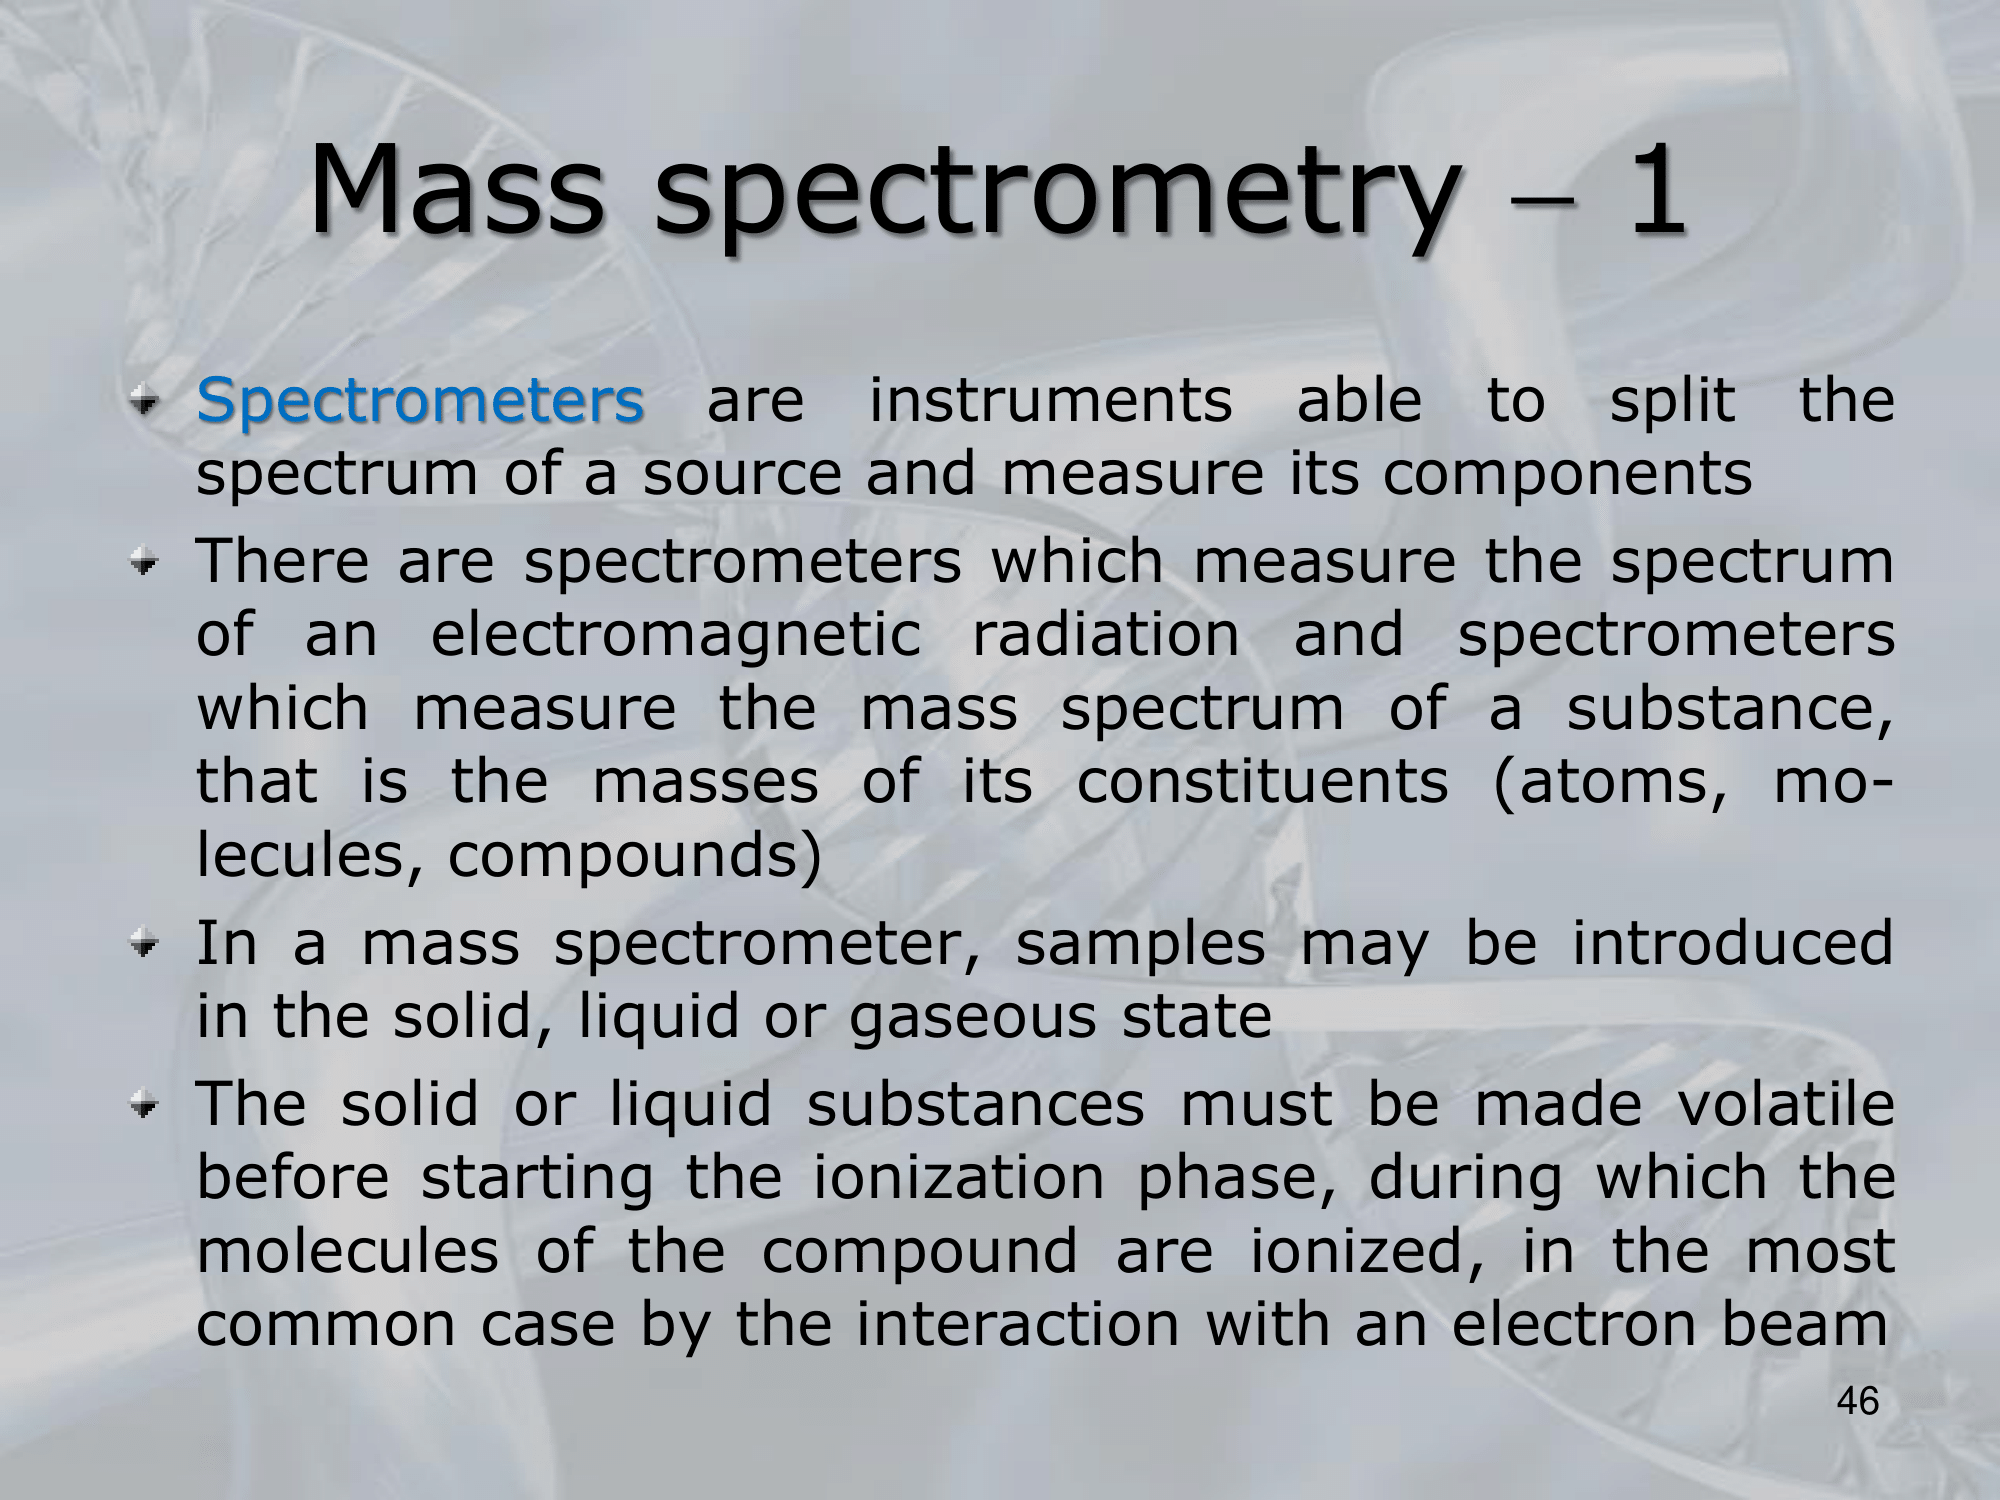 Mass spectrometry – 1
Spectrometers are instruments able to split the
spectrum of a source and measure its components
There are spectrometers which measure the spectrum
of an electromagnetic radiation and spectrometers
which measure the mass spectrum of a substance,
that is the masses of its constituents (atoms, mo-
lecules, compounds)
In a mass spectrometer, samples may be introduced
in the solid, liquid or gaseous state
The solid or liquid substances must be made volatile
before starting the ionization phase, during which the
molecules of the compound are ionized, in the most
common case by the interaction with an electron beam
46